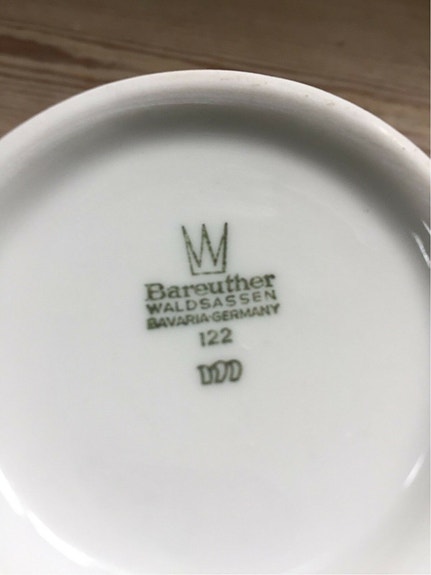 Bareuther
WALDSASSEN
BAVARIA-GERMANY
122